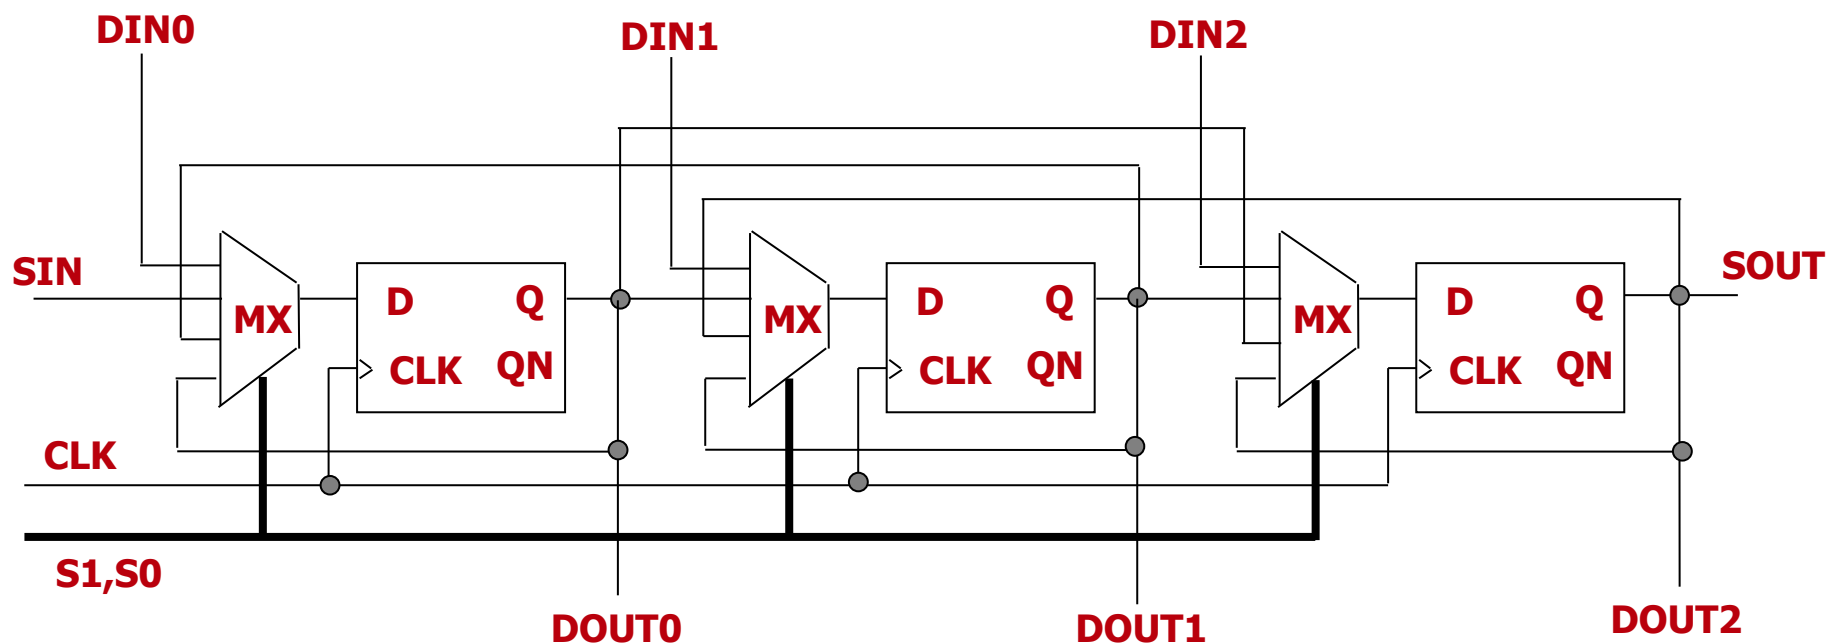 DIN0
DIN1
DIN2
SIN
SOUT
MX
D Q
CLK QN
MX
D Q
CLK QN
MX
D Q
CLK QN
CLK
S1,S0
DOUT0
DOUT1
DOUT2